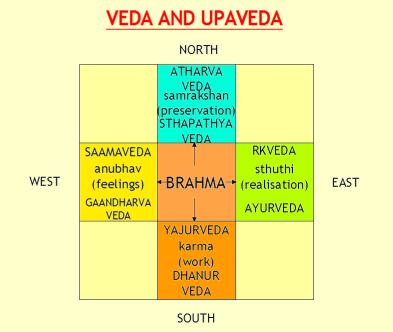 VEDA AND UPAVEDA
NORTH
ATHARVA
VEDA
samrakshan
(preservation)
STHAPATHYA
VEDA
WEST
SAAMAVEDA
anubhav
(feelings)
GAANDHARVA
VEDA
BRAHMA
RKVEDA
sthuthi
(realisation)
AYURVEDA
EAST
YAJURVEDA
karma
(work)
DHANUR
VEDA
SOUTH